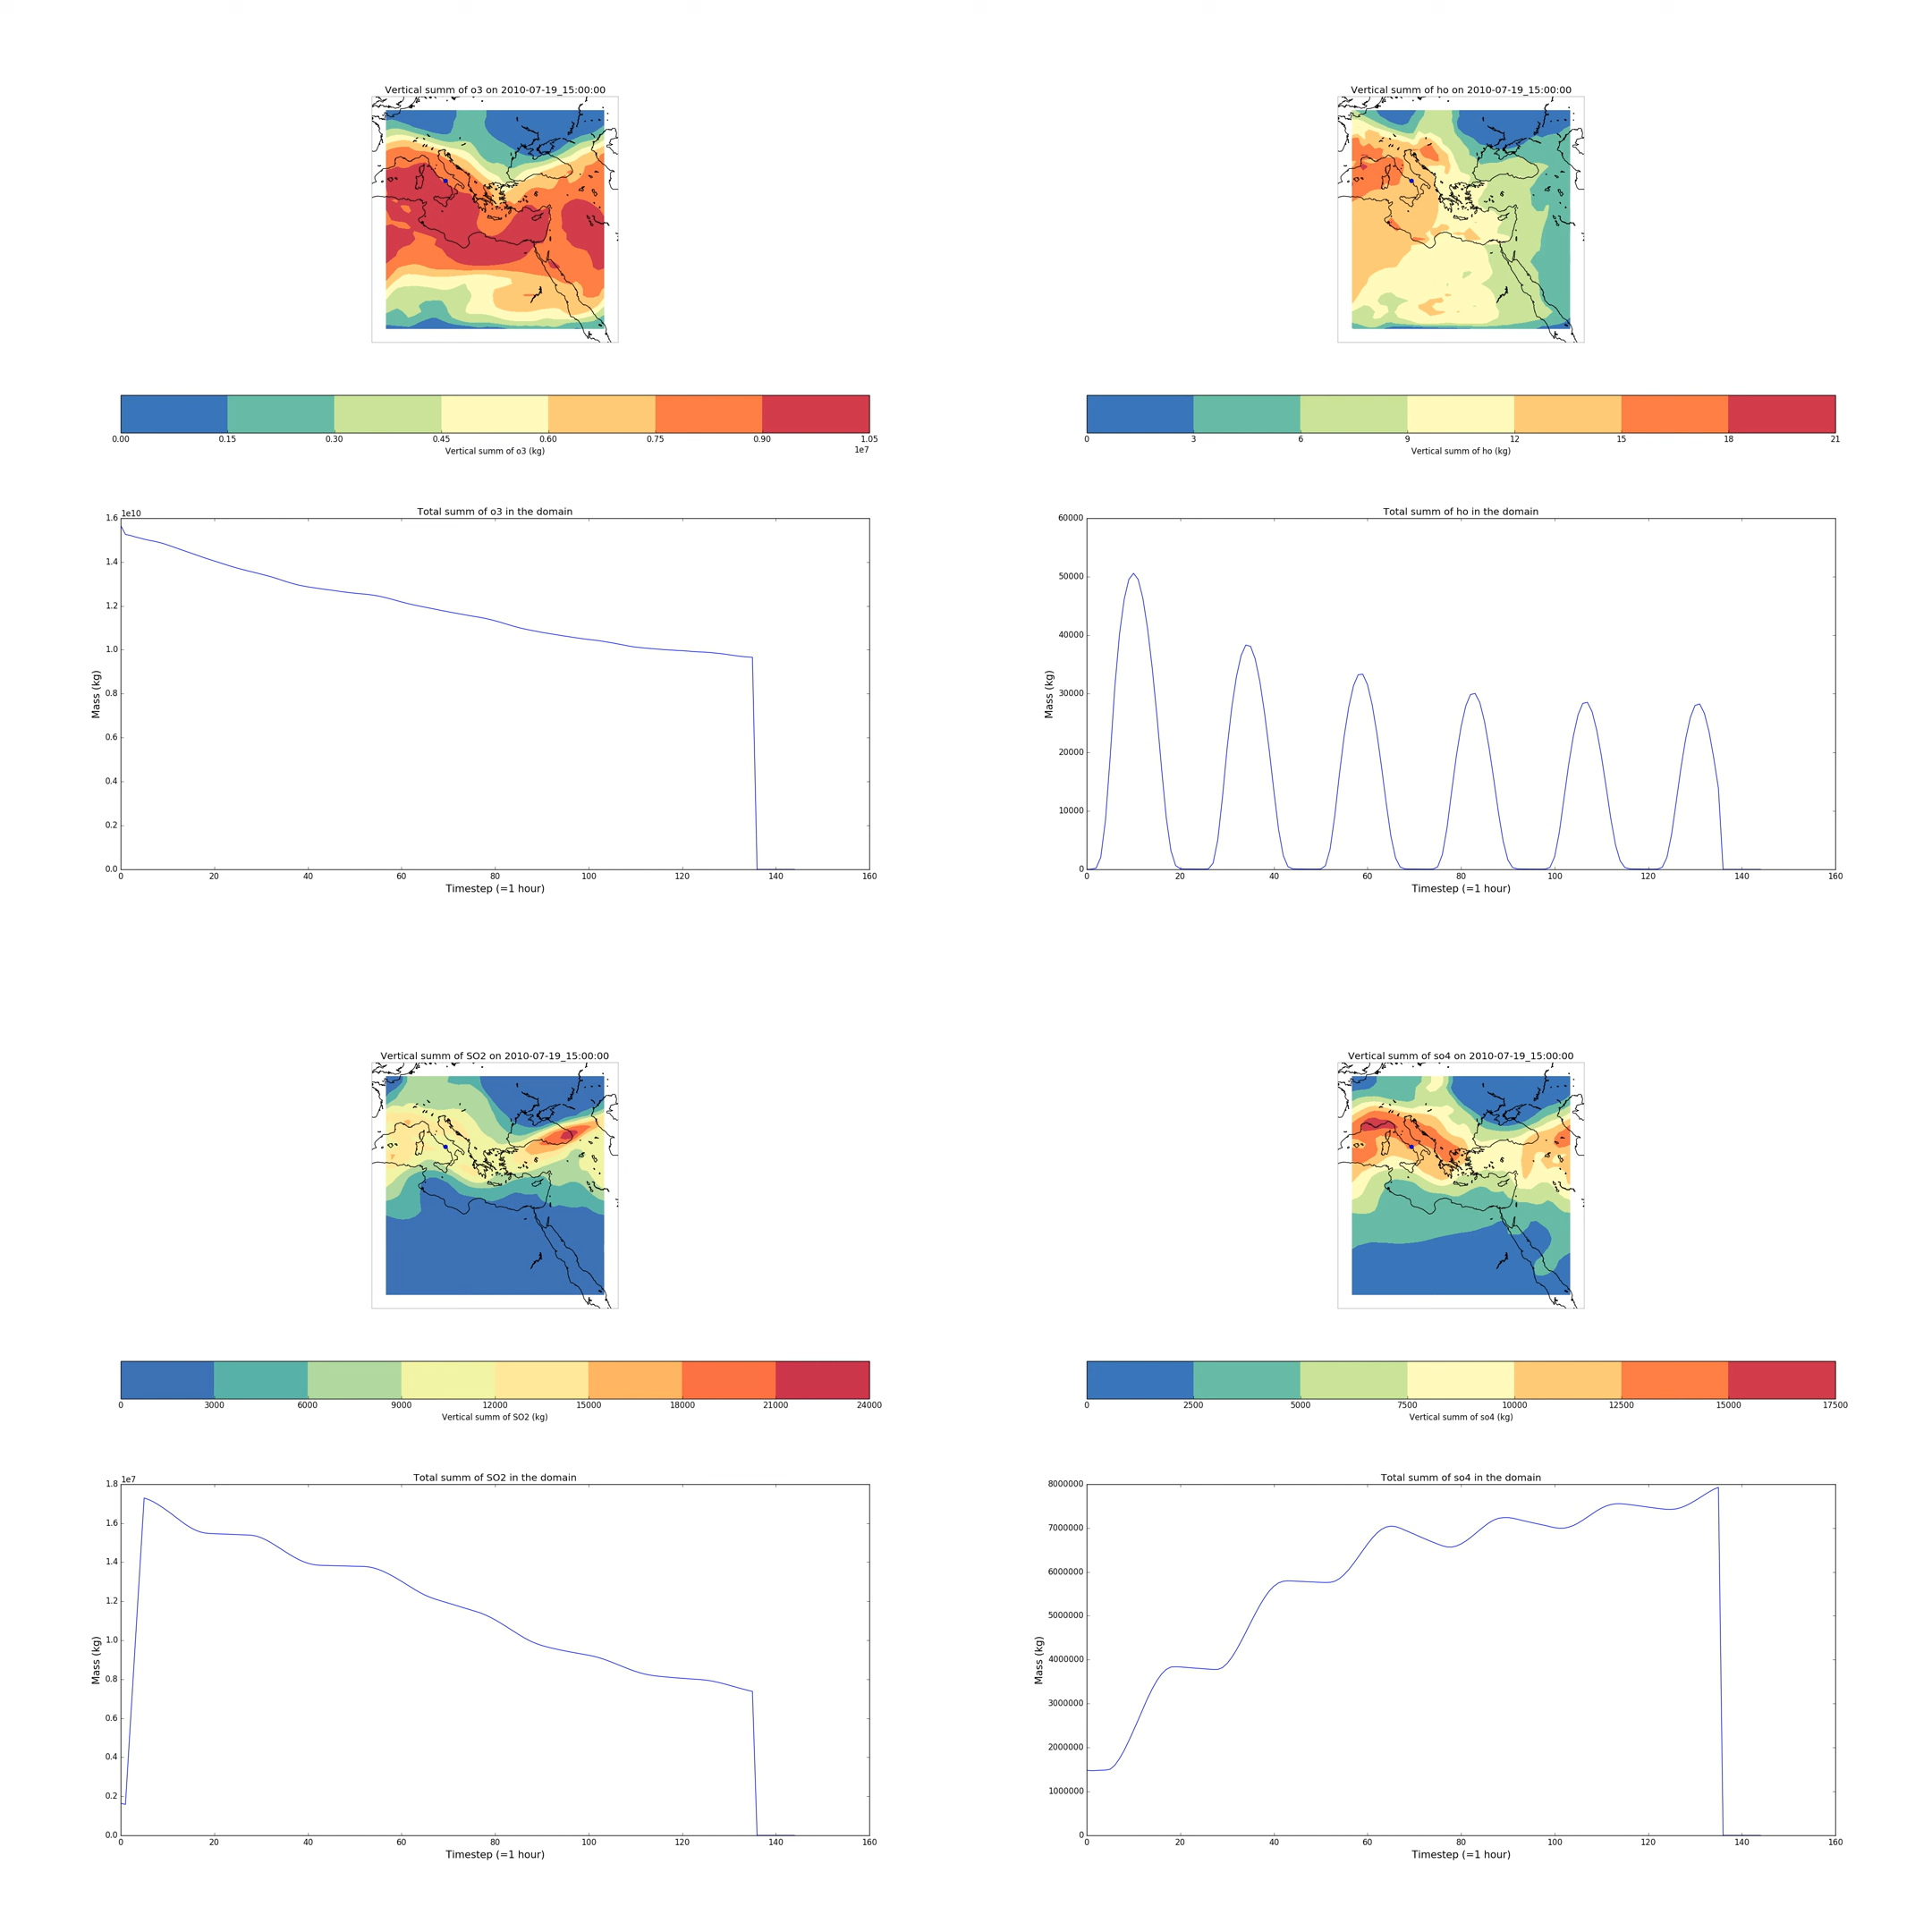 Vertical summ of o3 on 2010-07-19_15:00:00
0.00 0.15 0.30 0.45 0.60 0.75 0.90 1.05
1e7
Vertical summ of o3 (kg)
Total summ of o3 in the domain
1e10
1.6
1.4
1.2
1.0
0.8
0.6
0.4
0.2
0.0
Mass (kg)
0 20 40 60 80 100 120 140 160
Timestep (=1 hour)
Vertical summ of ho on 2010-07-19_15:00:00
0 3 6 9 12 15 18 21
Vertical summ of ho (kg)
Total summ of ho in the domain
60000
50000
40000
30000
20000
10000
0
Mass (kg)
0 20 40 60 80 100 120 140 160
Timestep (=1 hour)
Vertical summ of SO2 on 2010-07-19_15:00:00
0 3000 6000 9000 12000 15000 18000 21000 24000
Vertical summ of SO2 (kg)
Total summ of SO2 in the domain
1e7
1.8
1.6
1.4
1.2
1.0
0.8
0.6
0.4
0.2
0.0
Mass (kg)
0 20 40 60 80 100 120 140 160
Timestep (=1 hour)
Vertical summ of so4 on 2010-07-19_15:00:00
0 2500 5000 7500 10000 12500 15000 17500
Vertical summ of so4 (kg)
Total summ of so4 in the domain
8000000
7000000
6000000
5000000
4000000
3000000
2000000
1000000
0
Mass (kg)
0 20 40 60 80 100 120 140 160
Timestep (=1 hour)